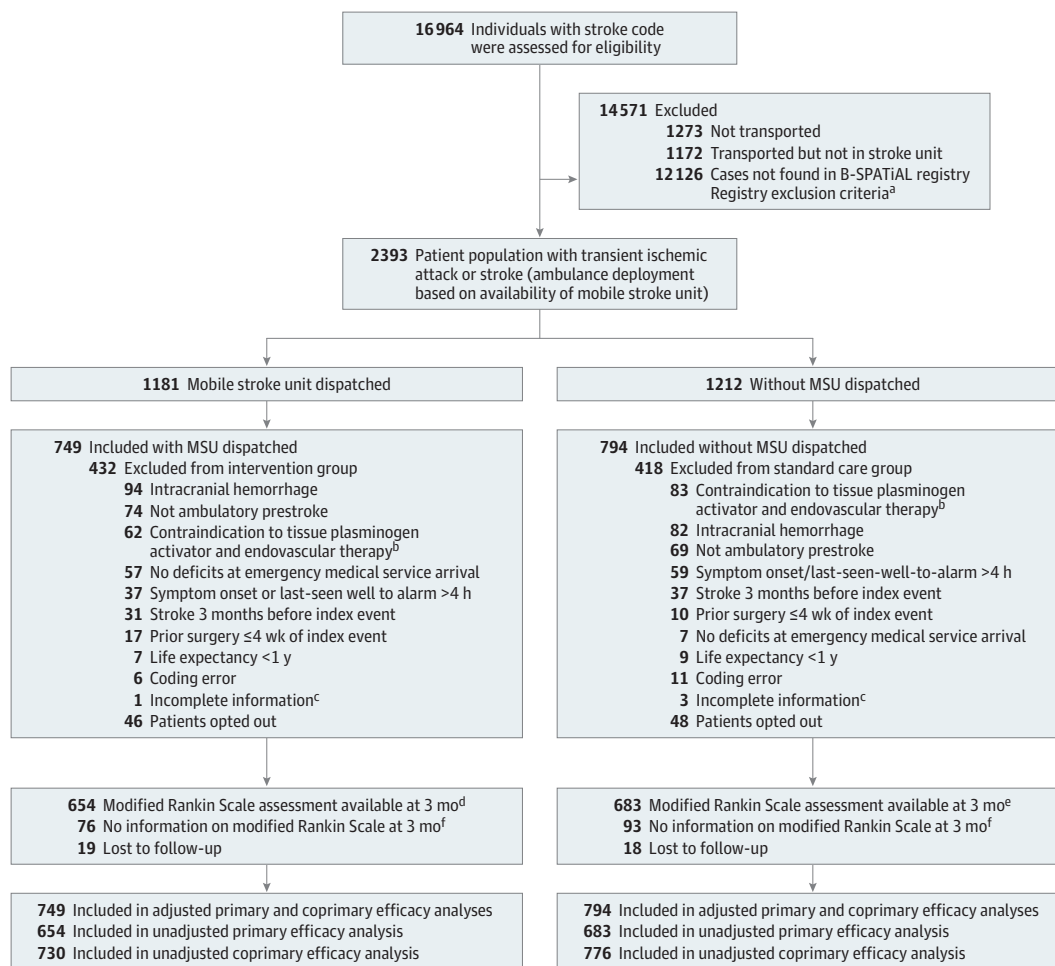 16 964 Individuals with stroke code
were assessed for eligibility
14 571 Excluded
1273 Not transported
1172 Transported but not in stroke unit
12 126 Cases not found in B-SPATiAL registry
Registry exclusion criteriaa
2393 Patient population with transient ischemic
attack or stroke (ambulance deployment
based on availability of mobile stroke unit)
1181 Mobile stroke unit dispatched
749 Included with MSU dispatched
432 Excluded from intervention group
94 Intracranial hemorrhage
74 Not ambulatory prestroke
62 Contraindication to tissue plasminogen
activator and endovascular therapyb
57 No deficits at emergency medical service arrival
37 Symptom onset or last-seen well to alarm >4 h
31 Stroke 3 months before index event
17 Prior surgery ≤4 wk of index event
7 Life expectancy <1 y
6 Coding error
1 Incomplete informationc
46 Patients opted out
654 Modified Rankin Scale assessment available at 3 mod
76 No information on modified Rankin Scale at 3 mof
19 Lost to follow-up
749 Included in adjusted primary and coprimary efficacy analyses
654 Included in unadjusted primary efficacy analysis
730 Included in unadjusted coprimary efficacy analysis
1212 Without MSU dispatched
794 Included without MSU dispatched
418 Excluded from standard care group
83 Contraindication to tissue plasminogen
activator and endovascular therapyb
82 Intracranial hemorrhage
69 Not ambulatory prestroke
59 Symptom onset/last-seen-well-to-alarm >4 h
37 Stroke 3 months before index event
10 Prior surgery ≤4 wk of index event
7 No deficits at emergency medical service arrival
9 Life expectancy <1 y
11 Coding error
3 Incomplete informationc
48 Patients opted out
683 Modified Rankin Scale assessment available at 3 moe
93 No information on modified Rankin Scale at 3 mof
18 Lost to follow-up
794 Included in adjusted primary and coprimary efficacy analyses
683 Included in unadjusted primary efficacy analysis
776 Included in unadjusted coprimary efficacy analysis